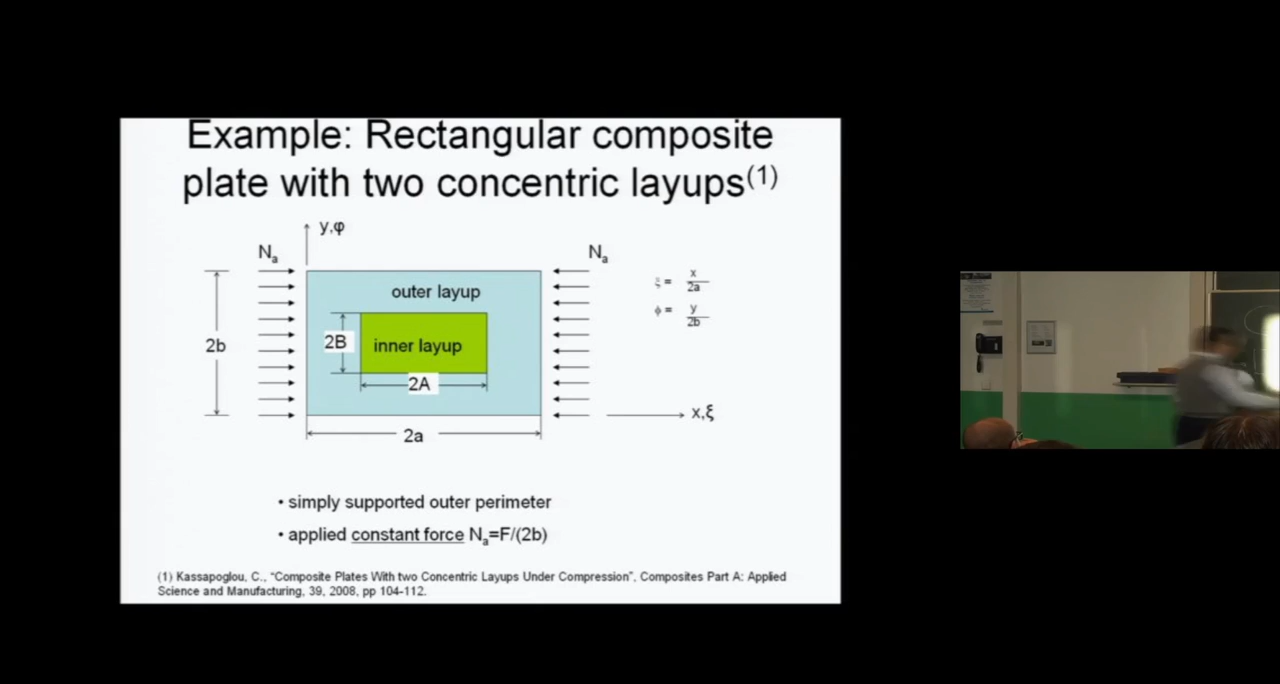 Example: Rectangular composite
plate with two concentric layups(1)
y,φ
Nₐ
Nₐ
ξ = x/2a
ϕ = y/2b
outer layup
2b
2B
inner layup
2A
x,ξ
2a
• simply supported outer perimeter
• applied constant force Nₐ=F/(2b)
(1) Kassapoglou, C., "Composite Plates With two Concentric Layups Under Compression", Composites Part A: Applied
Science and Manufacturing, 39, 2008, pp 104-112.